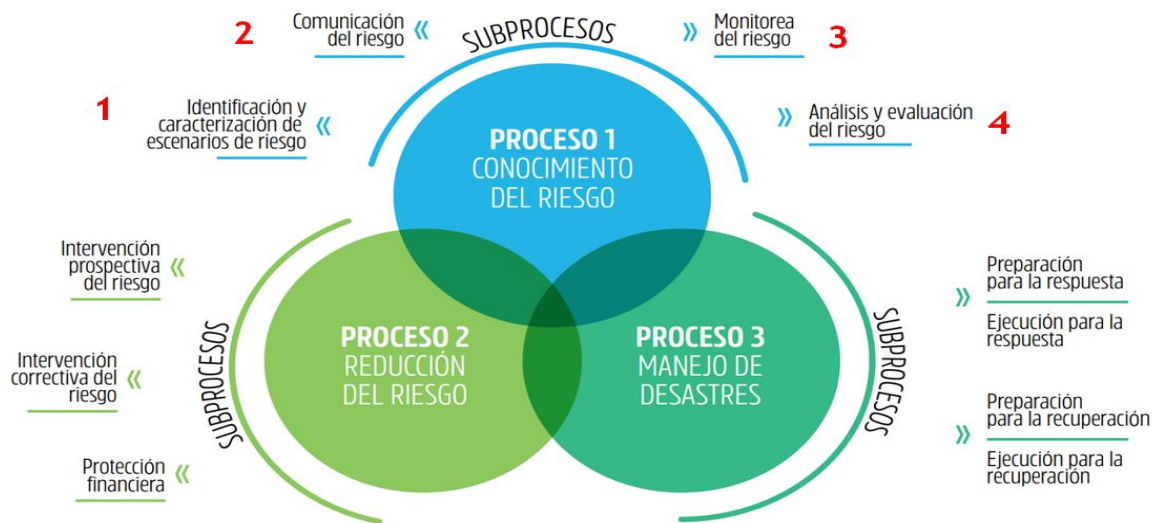 2
Comunicación
del riesgo
SUBPROCESOS
Monitorea
del riesgo
3
1
Identificación y
caracterización de
escenarios de riesgo
Análisis y evaluación
del riesgo
4
PROCESO 1
CONOCIMIENTO
DEL RIESGO
Intervención
prospectiva
del riesgo
Intervención
correctiva del
riesgo
Protección
financiera
SUBPROCESOS
PROCESO 2
REDUCCIÓN
DEL RIESGO
PROCESO 3
MANEJO DE
DESASTRES
SUBPROCESOS
Preparación
para la respuesta
Ejecución para la
respuesta
Preparación
para la recuperación
Ejecución para la
recuperación